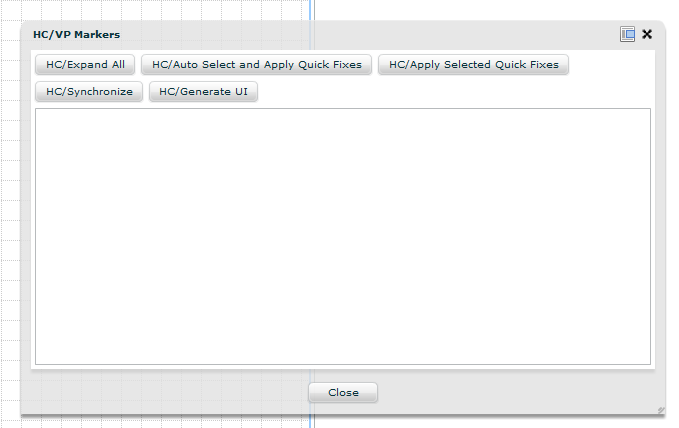 HC/VP Markers
HC/Expand All HC/Auto Select and Apply Quick Fixes HC/Apply Selected Quick Fixes
HC/Synchronize HC/Generate UI
Close